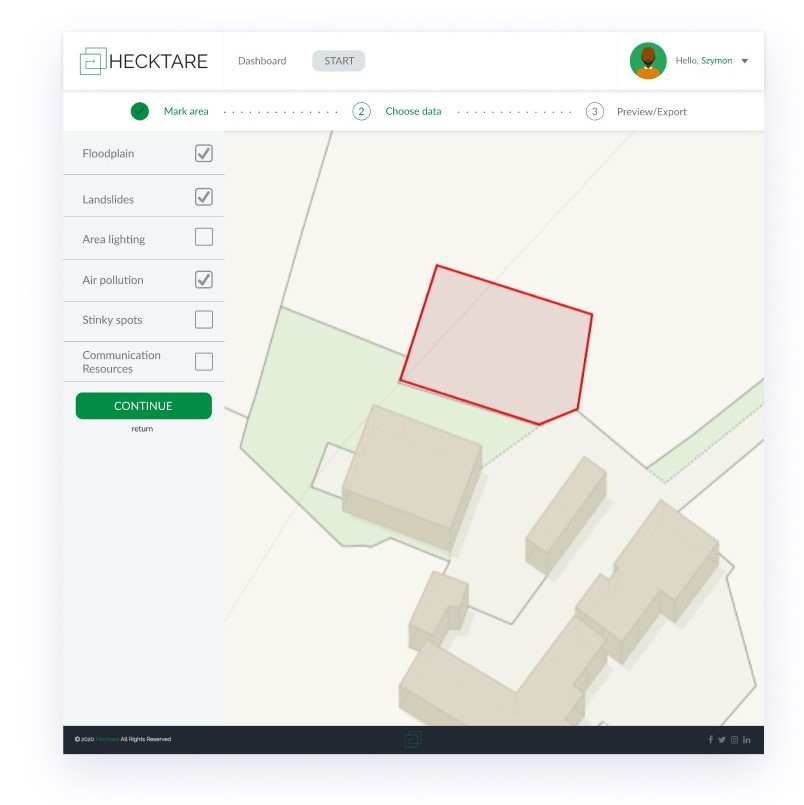 HECKTARE
Dashboard
START
Hello, Szymon
Mark area
2
Choose data
3
Preview/Export
Floodplain
Landslides
Area lighting
Air pollution
Stinky spots
Communication
Resources
CONTINUE
return
© 2020 Hecktare All Rights Reserved